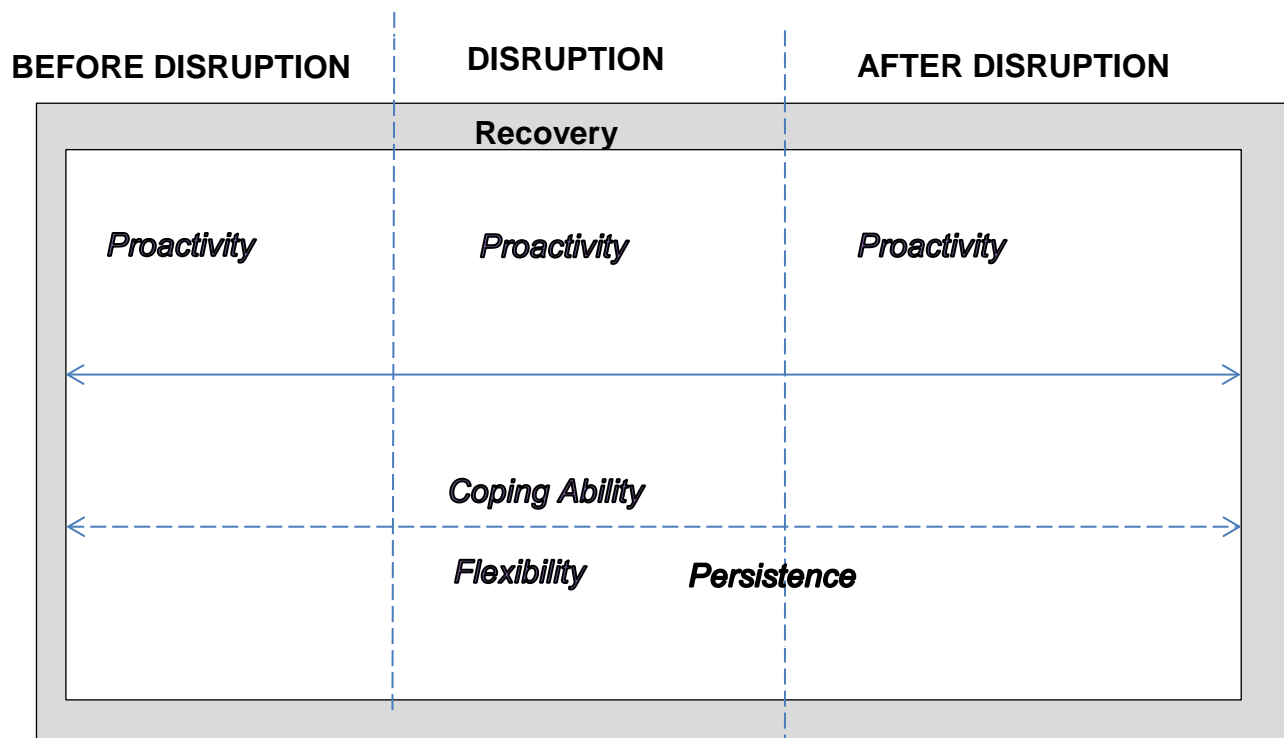 BEFORE DISRUPTION
DISRUPTION
AFTER DISRUPTION
Recovery
Proactivity
Proactivity
Proactivity
Coping Ability
Flexibility
Persistence